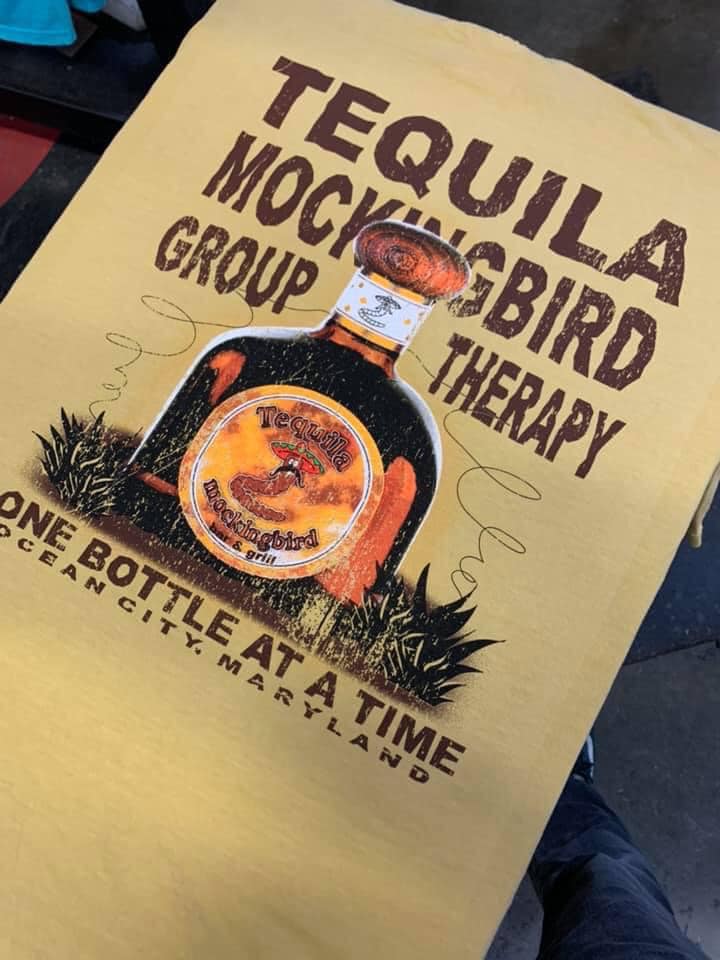 TEQUILA
MOCKINGBIRD
GROUP THERAPY
Tequila
mockingbird
bar & grill
ONE BOTTLE AT A TIME
OCEAN CITY, MARYLAND